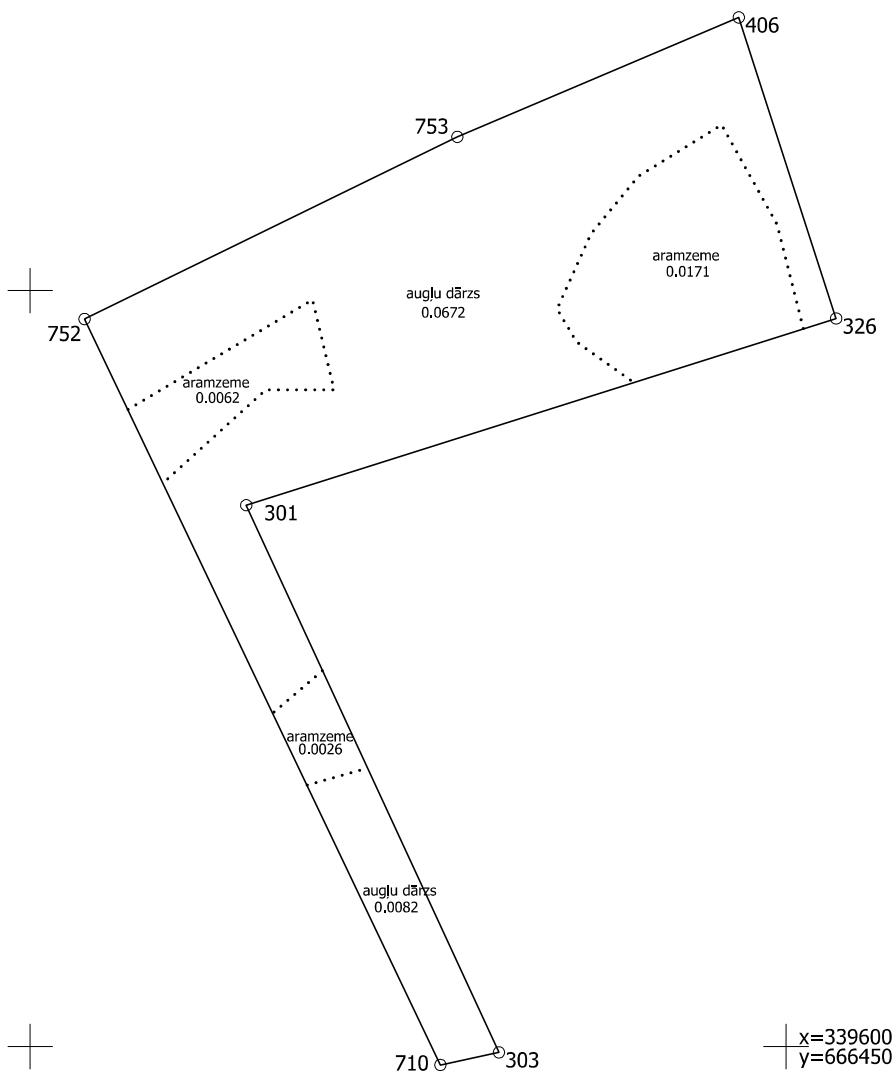 406
753
aramzeme
0.0171
augļu dārzs
0.0672
752
326
aramzeme
0.0062
301
aramzeme
0.0026
augļu dārzs
0.0082
710
303
x=339600
y=666450